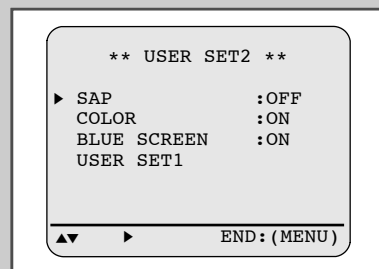 ** USER SET2 **
▶ SAP :OFF
COLOR :ON
BLUE SCREEN :ON
USER SET1
▲▼ ▶ END:(MENU)